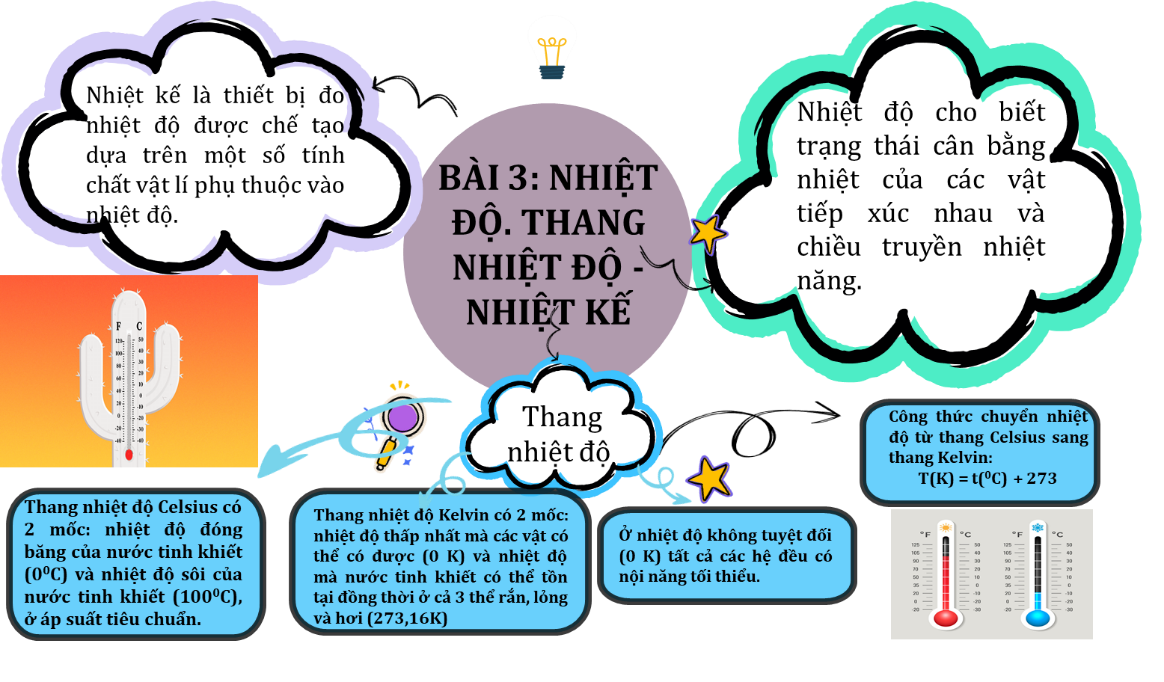 Nhiệt kế là thiết bị đo
nhiệt độ được chế tạo
dựa trên một số tính
chất vật lí phụ thuộc vào
nhiệt độ.
BÀI 3: NHIỆT
ĐỘ. THANG
NHIỆT ĐỘ -
NHIỆT KẾ
Nhiệt độ cho biết
trạng thái cân bằng
nhiệt của các vật
tiếp xúc nhau và
chiều truyền nhiệt
năng.
Thang
nhiệt độ
Thang nhiệt độ Celsius có
2 mốc: nhiệt độ đóng
băng của nước tinh khiết
(0⁰C) và nhiệt độ sôi của
nước tinh khiết (100⁰C),
ở áp suất tiêu chuẩn.
Thang nhiệt độ Kelvin có 2 mốc:
nhiệt độ thấp nhất mà các vật có
thể có được (0 K) và nhiệt độ
mà nước tinh khiết có thể tồn
tại đồng thời ở cả 3 thể rắn, lỏng
và hơi (273,16K)
Ở nhiệt độ không tuyệt đối
(0 K) tất cả các hệ đều có
nội năng tối thiểu.
Công thức chuyển nhiệt
độ từ thang Celsius sang
thang Kelvin:
T(K) = t(⁰C) + 273
F C
°F °C
°F °C